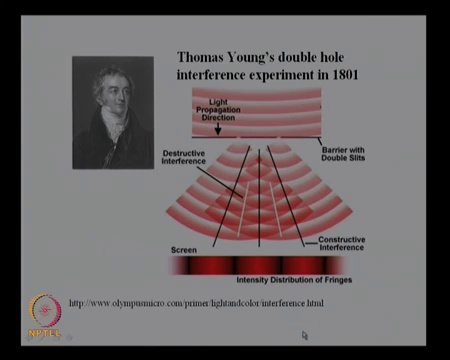 Thomas Young's double hole
interference experiment in 1801
Light
Propagation
Direction
Barrier with
Double Slits
Destructive
Interference
Constructive
Interference
Screen
Intensity Distribution of Fringes
http://www.olympusmicro.com/primer/lightandcolor/interference.html
NPTEL